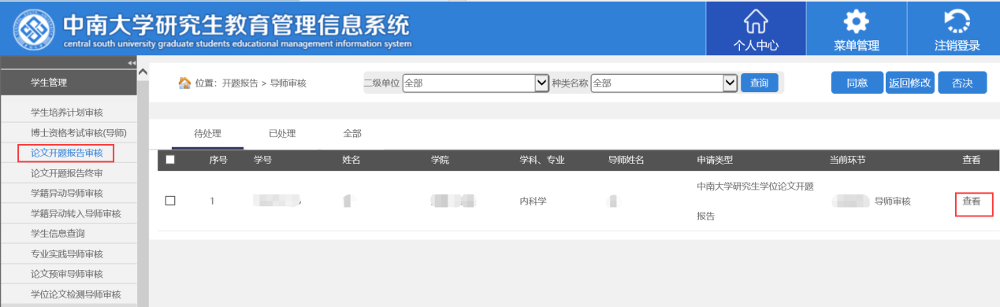 中南大学研究生教育管理信息系统
central south university graduate students educational management information system
个人中心
菜单管理
注销登录
学生管理
学生培养计划审核
博士资格考试审核(导师)
论文开题报告审核
论文开题报告终审
学籍异动导师审核
学籍异动转入导师审核
学生信息查询
专业实践导师审核
论文预审导师审核
学位论文检测导师审核
位置：开题报告 > 导师审核
二级单位 全部
种类名称 全部
查询
同意
返回修改
否决
待处理 已处理 全部
序号 学号 姓名 学院 学科、专业 导师姓名 申请类型 当前环节 查看
1 内科学 中南大学研究生学位论文开题 导师审核 查看
报告